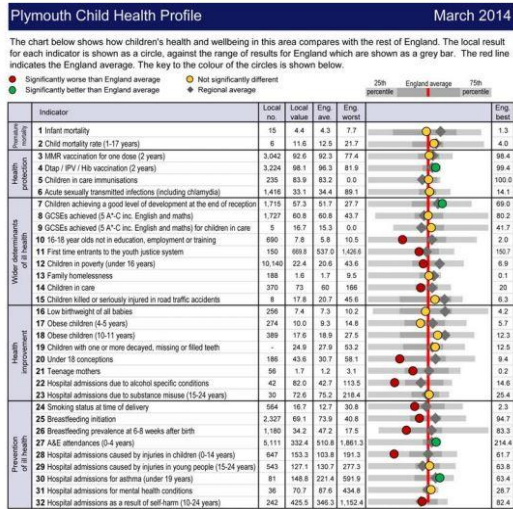 Plymouth Child Health Profile March 2014
The chart below shows how children's health and wellbeing in this area compares with the rest of England. The local result
for each indicator is shown as a circle, against the range of results for England which are shown as a grey bar. The red line
indicates the England average. The key to the colour of the circles is shown below.
Significantly worse than England average Not significantly different
Significantly better than England average Regional average
25th percentile England average 75th percentile
Indicator Local no. Local value Eng. ave. Eng. worst Eng. best
Premature mortality
1 Infant mortality 15 4.4 4.3 7.7 1.3
2 Child mortality rate (1-17 years) 6 11.6 12.5 21.7 4.0
Health protection
3 MMR vaccination for one dose (2 years) 3,042 92.6 92.3 77.4 98.4
4 Dtap / IPV / Hib vaccination (2 years) 3,224 98.1 96.3 81.9 99.4
5 Children in care immunisations 235 83.9 83.2 0.0 100.0
6 Acute sexually transmitted infections (including chlamydia) 1,416 33.1 34.4 89.1 14.1
Wider determinants of ill health
7 Children achieving a good level of development at the end of reception 1,715 57.3 51.7 27.7 69.0
8 GCSEs achieved (5 A*-C inc. English and maths) 1,727 60.8 60.8 43.7 80.2
9 GCSEs achieved (5 A*-C inc. English and maths) for children in care 5 16.7 15.3 0.0 41.7
10 16-18 year olds not in education, employment or training 690 7.8 5.8 10.5 2.0
11 First time entrants to the youth justice system 150 669.8 537.0 1,426.6 150.7
12 Children in poverty (under 16 years) 10,140 22.4 20.6 43.6 6.9
13 Family homelessness 188 1.6 1.7 9.5 0.1
14 Children in care 370 73 60 166 20
15 Children killed or seriously injured in road traffic accidents 8 17.8 20.7 45.6 6.3
Health improvement
16 Low birthweight of all babies 256 7.4 7.3 10.2 4.2
17 Obese children (4-5 years) 274 10.0 9.3 14.8 5.7
18 Obese children (10-11 years) 389 17.6 18.9 27.5 12.3
19 Children with one or more decayed, missing or filled teeth - 24.9 27.9 53.2 12.5
20 Under 18 conceptions 186 43.6 30.7 58.1 9.4
21 Teenage mothers 56 1.7 1.2 3.1 0.2
22 Hospital admissions due to alcohol specific conditions 42 82.0 42.7 113.5 14.6
23 Hospital admissions due to substance misuse (15-24 years) 30 72.6 75.2 218.4 25.4
Prevention of ill health
24 Smoking status at time of delivery 564 16.7 12.7 30.8 2.3
25 Breastfeeding initiation 2,327 69.1 73.9 40.8 94.7
26 Breastfeeding prevalence at 6-8 weeks after birth 1,180 34.2 47.2 17.5 83.3
27 A&E attendances (0-4 years) 5,111 332.4 510.8 1,861.3 214.4
28 Hospital admissions caused by injuries in children (0-14 years) 647 153.3 103.8 191.3 61.7
29 Hospital admissions caused by injuries in young people (15-24 years) 543 127.1 130.7 277.3 63.8
30 Hospital admissions for asthma (under 19 years) 81 148.8 221.4 591.9 63.4
31 Hospital admissions for mental health conditions 36 70.7 87.6 434.8 28.7
32 Hospital admissions as a result of self-harm (10-24 years) 242 425.5 346.3 1,152.4 82.4